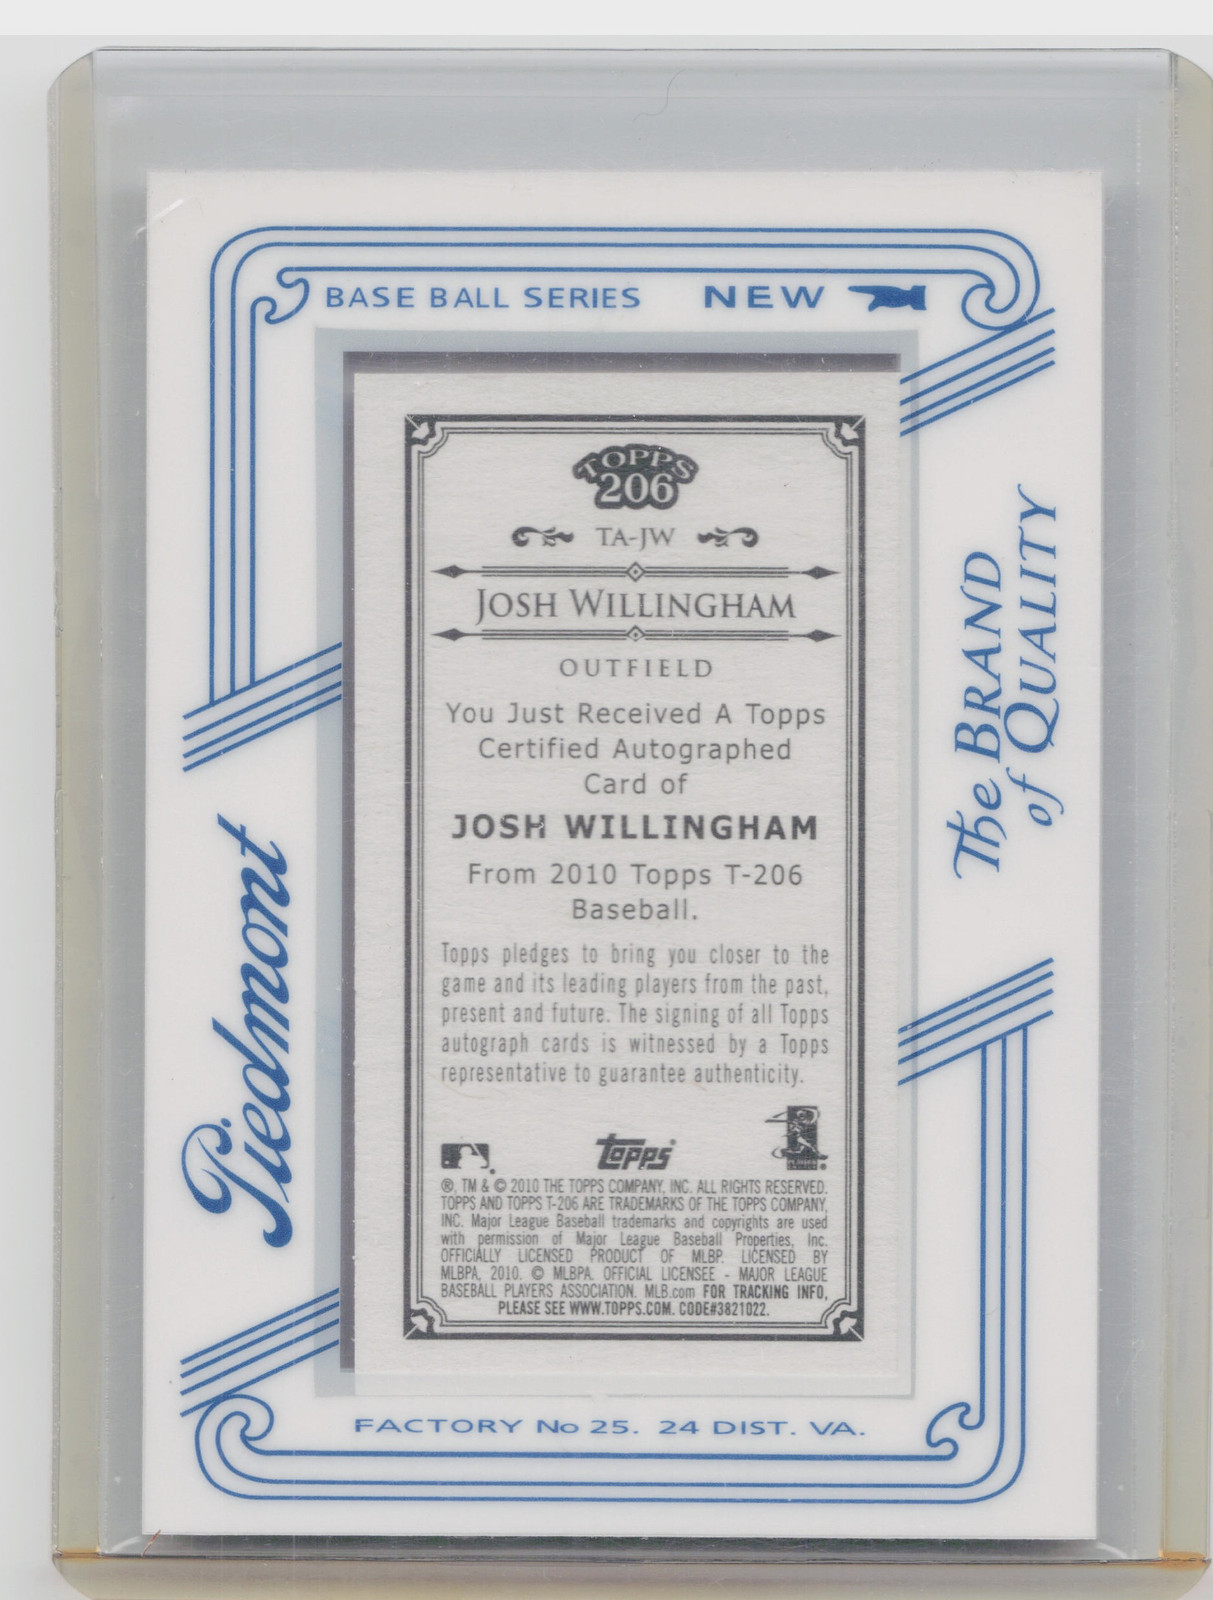 BASE BALL SERIES NEW
TOPPS
206
TA-JW
JOSH WILLINGHAM
OUTFIELD
You Just Received A Topps
Certified Autographed
Card of
JOSH WILLINGHAM
From 2010 Topps T-206
Baseball.
Topps pledges to bring you closer to the
game and its leading players from the past,
present and future. The signing of all Topps
autograph cards is witnessed by a Topps
representative to guarantee authenticity.
topps
®, TM & © 2010 THE TOPPS COMPANY, INC. ALL RIGHTS RESERVED.
TOPPS AND TOPPS T-206 ARE TRADEMARKS OF THE TOPPS COMPANY,
INC. Major League Baseball trademarks and copyrights are used
with permission of Major League Baseball Properties, Inc.
OFFICIALLY LICENSED PRODUCT OF MLBP. LICENSED BY
MLBPA, 2010. © MLBPA. OFFICIAL LICENSEE - MAJOR LEAGUE
BASEBALL PLAYERS ASSOCIATION. MLB.com FOR TRACKING INFO,
PLEASE SEE WWW.TOPPS.COM. CODE#3821022.
Piedmont
The BRAND
of QUALITY
FACTORY No 25. 24 DIST. VA.